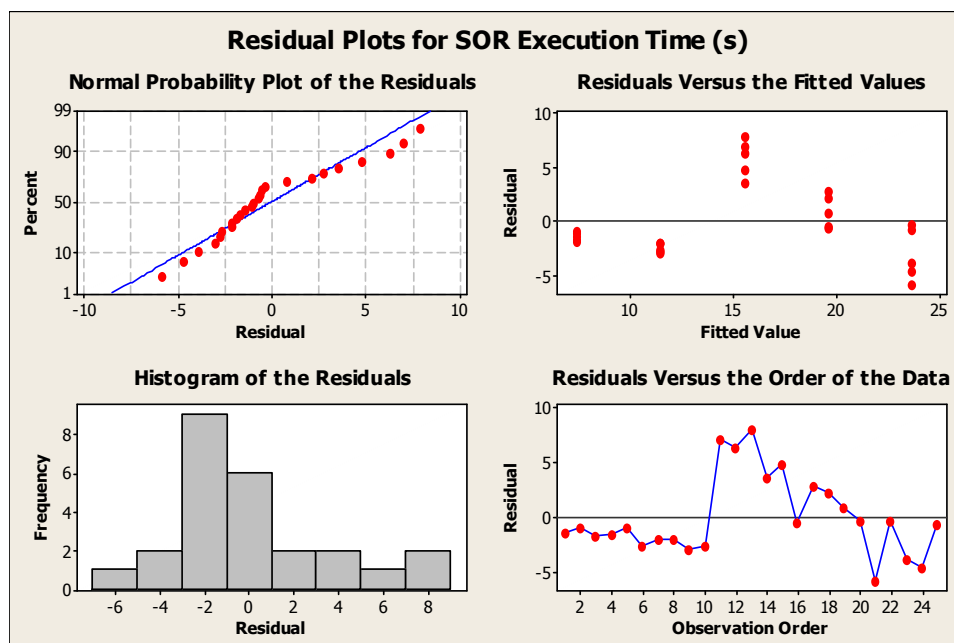 Residual Plots for SOR Execution Time (s)
Normal Probability Plot of the Residuals
99
90
50
10
1
Percent
-10 -5 0 5 10
Residual
Residuals Versus the Fitted Values
10
5
0
-5
Residual
10 15 20 25
Fitted Value
Histogram of the Residuals
8
6
4
2
0
Frequency
-6 -4 -2 0 2 4 6 8
Residual
Residuals Versus the Order of the Data
10
5
0
-5
Residual
2 4 6 8 10 12 14 16 18 20 22 24
Observation Order